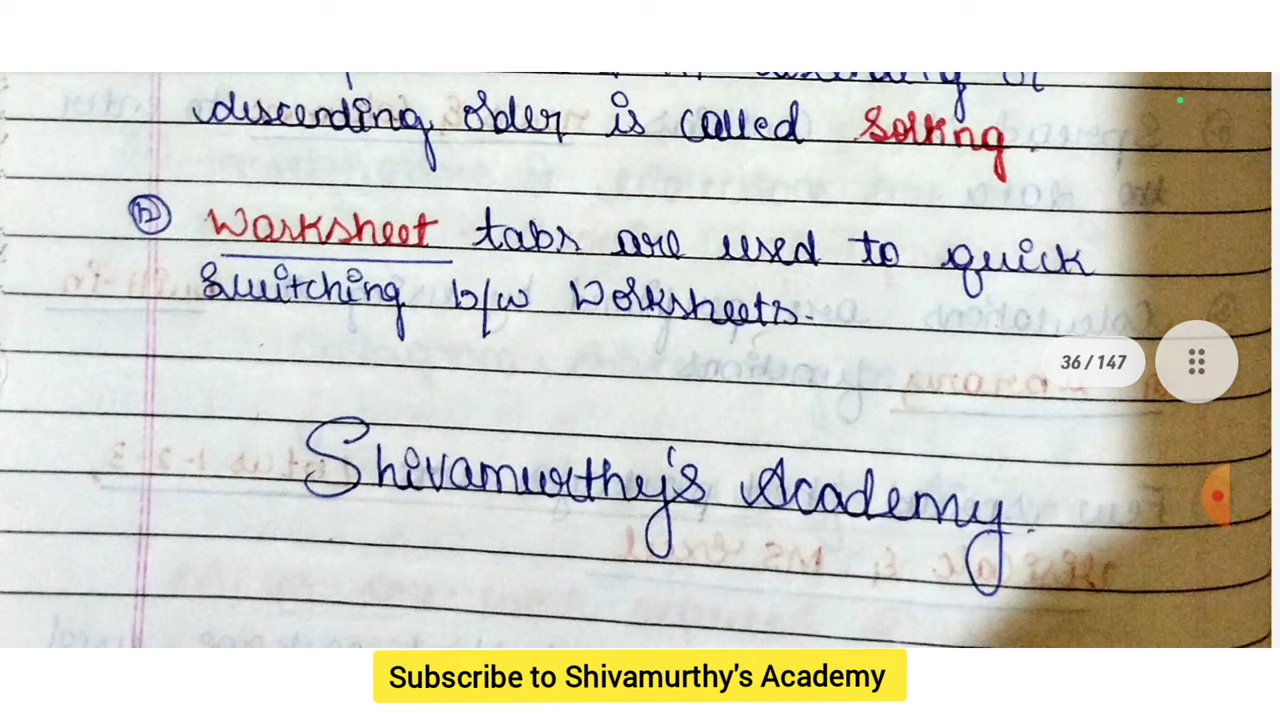 descending order is called sorting.
12 Worksheet tabs are used to quick
switching b/w worksheets.
36 / 147
Shivamurthy's Academy.
Subscribe to Shivamurthy's Academy